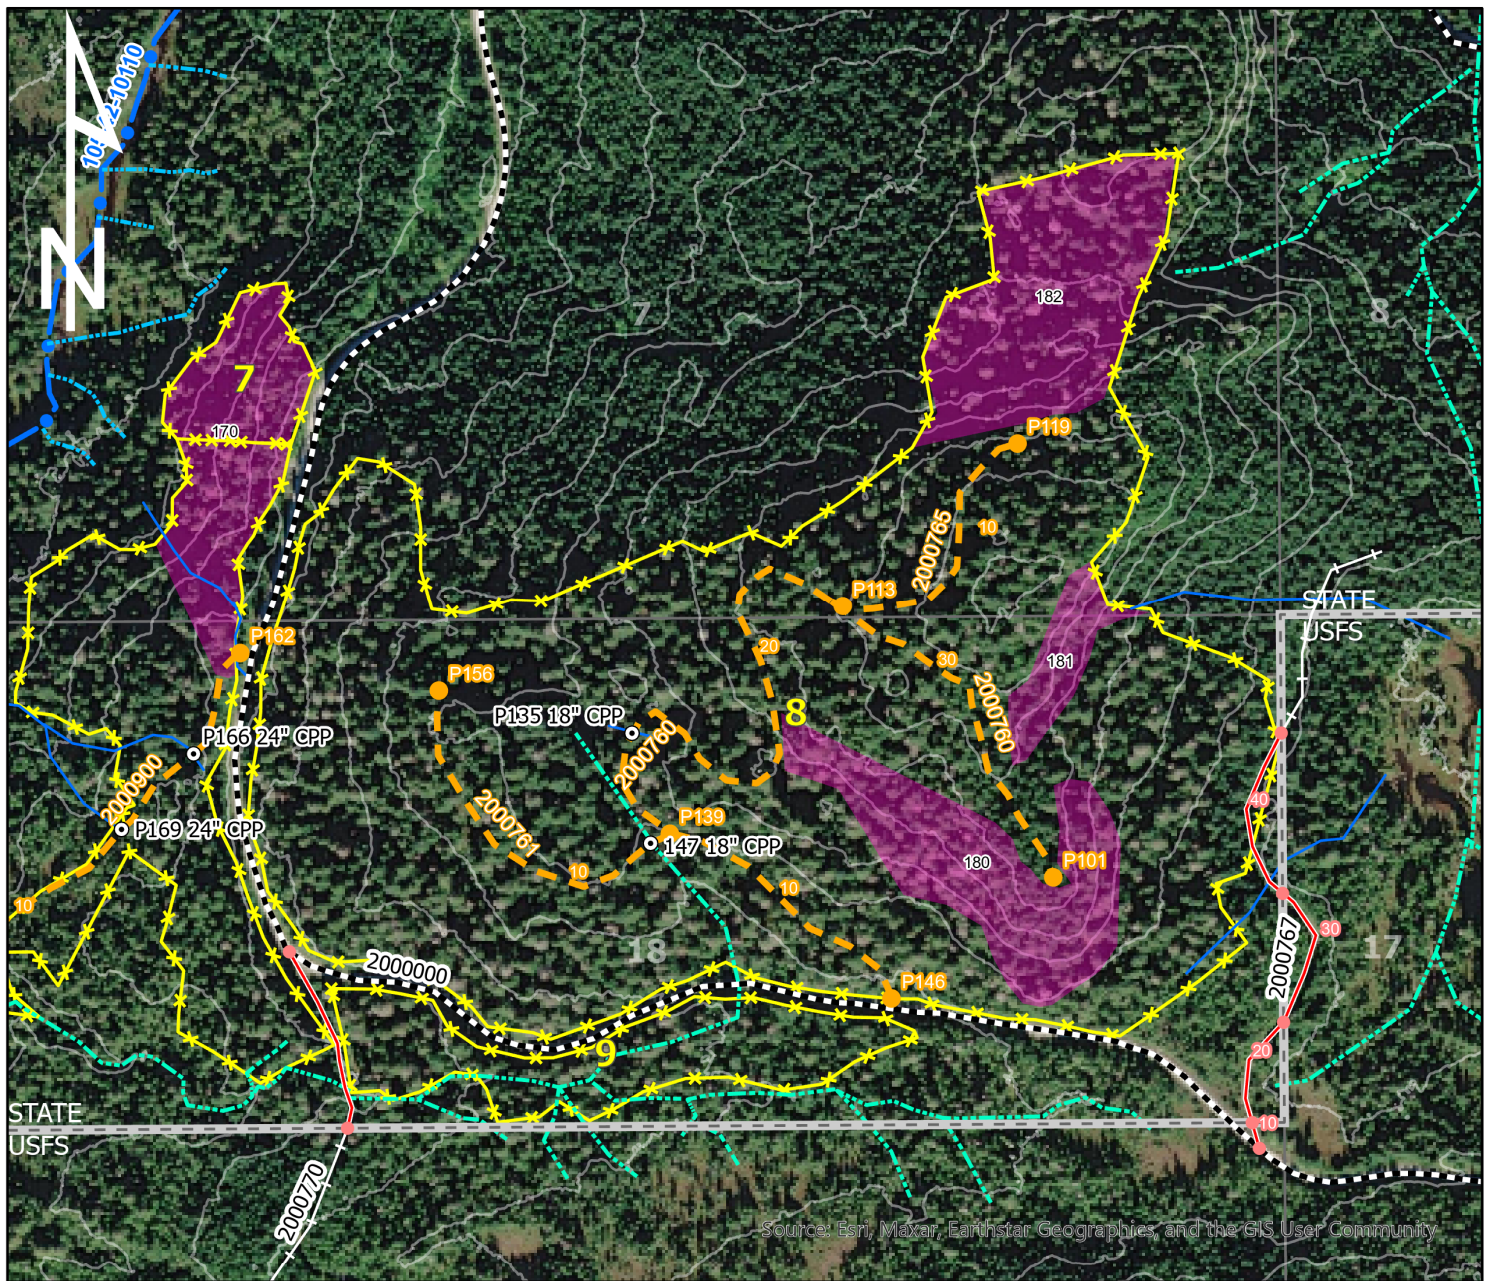 N
7
8
182
7
170
P119
10
2000765
P113
STATE
USFS
P162
20
30
181
P156
2000760
8
P135 18" CPP
P166 24" CPP
2000760
2000900
P169 24" CPP
2000761
P139
147 18" CPP
40
180
P101
10
10
10
30
18
17
2000000
2000767
P146
9
20
STATE
USFS
10
2000770
Source: Esri, Maxar, Earthstar Geographics, and the GIS User Community